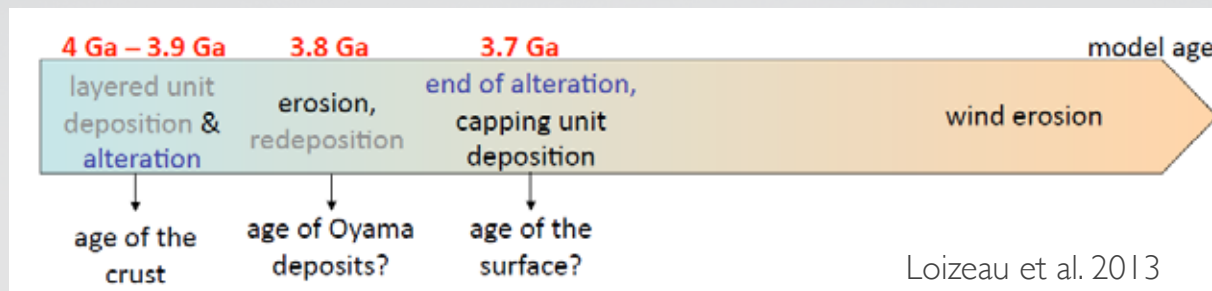 4 Ga – 3.9 Ga
3.8 Ga
3.7 Ga
model age
layered unit
deposition &
alteration
erosion,
redeposition
end of alteration,
capping unit
deposition
wind erosion
age of the
crust
age of Oyama
deposits?
age of the
surface?
Loizeau et al. 2013